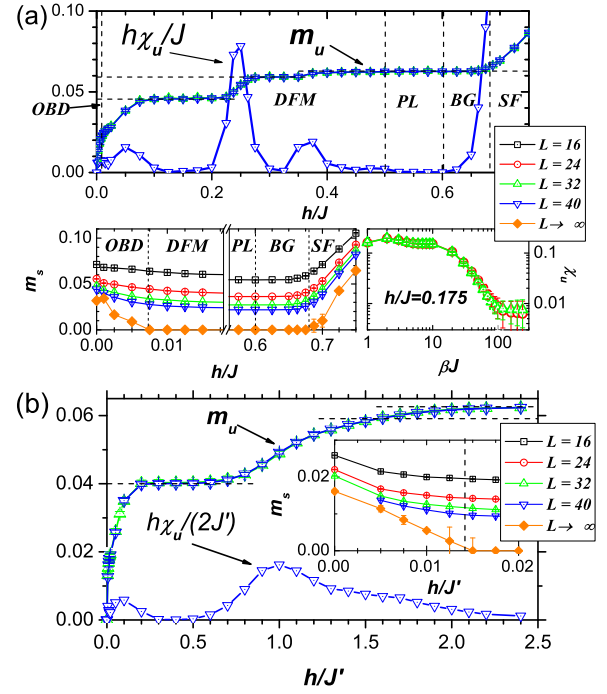 (a)
hχu/J
mu
0.10
0.05
0.00
OBD
DFM
PL
BG
SF
0.0
0.2
0.4
0.6
h/J
L = 16
L = 24
L = 32
L = 40
L→ ∞
0.10
0.05
0.00
ms
OBD
DFM
PL
BG
SF
0.00
0.01
0.6
0.7
h/J
h/J=0.175
0.1
0.01
χu
1
10
100
βJ
(b)
0.06
0.04
0.02
0.00
mu
hχu/(2J')
0.02
0.00
ms
0.00
0.01
0.02
h/J'
L = 16
L = 24
L = 32
L = 40
L→ ∞
0.0
0.5
1.0
1.5
2.0
2.5
h/J'